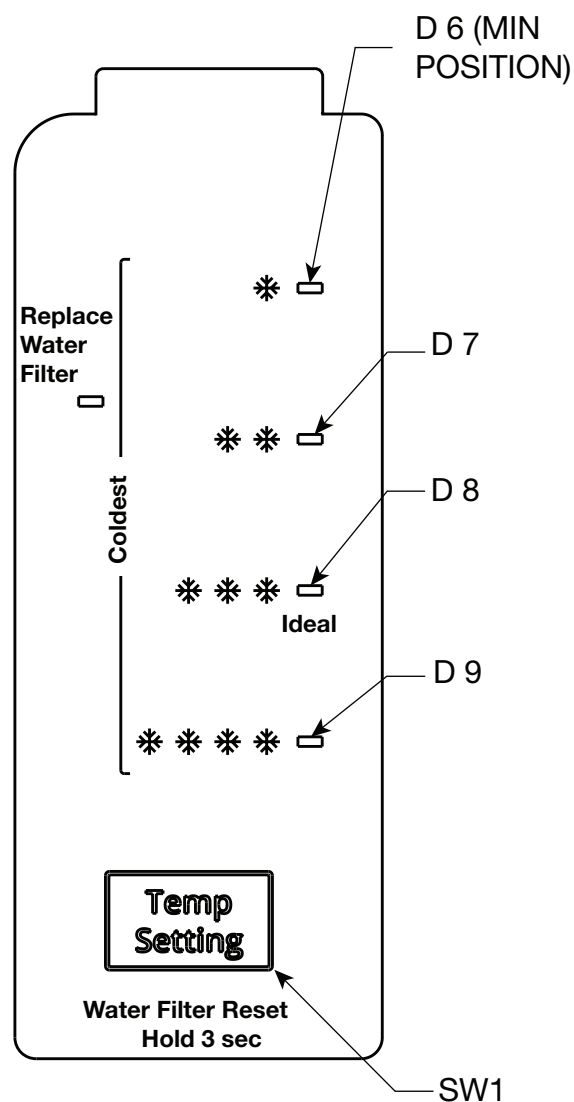 D 6 (MIN
POSITION)
Replace
Water
Filter
D 7
Coldest
D 8
Ideal
D 9
Temp
Setting
Water Filter Reset
Hold 3 sec
SW1